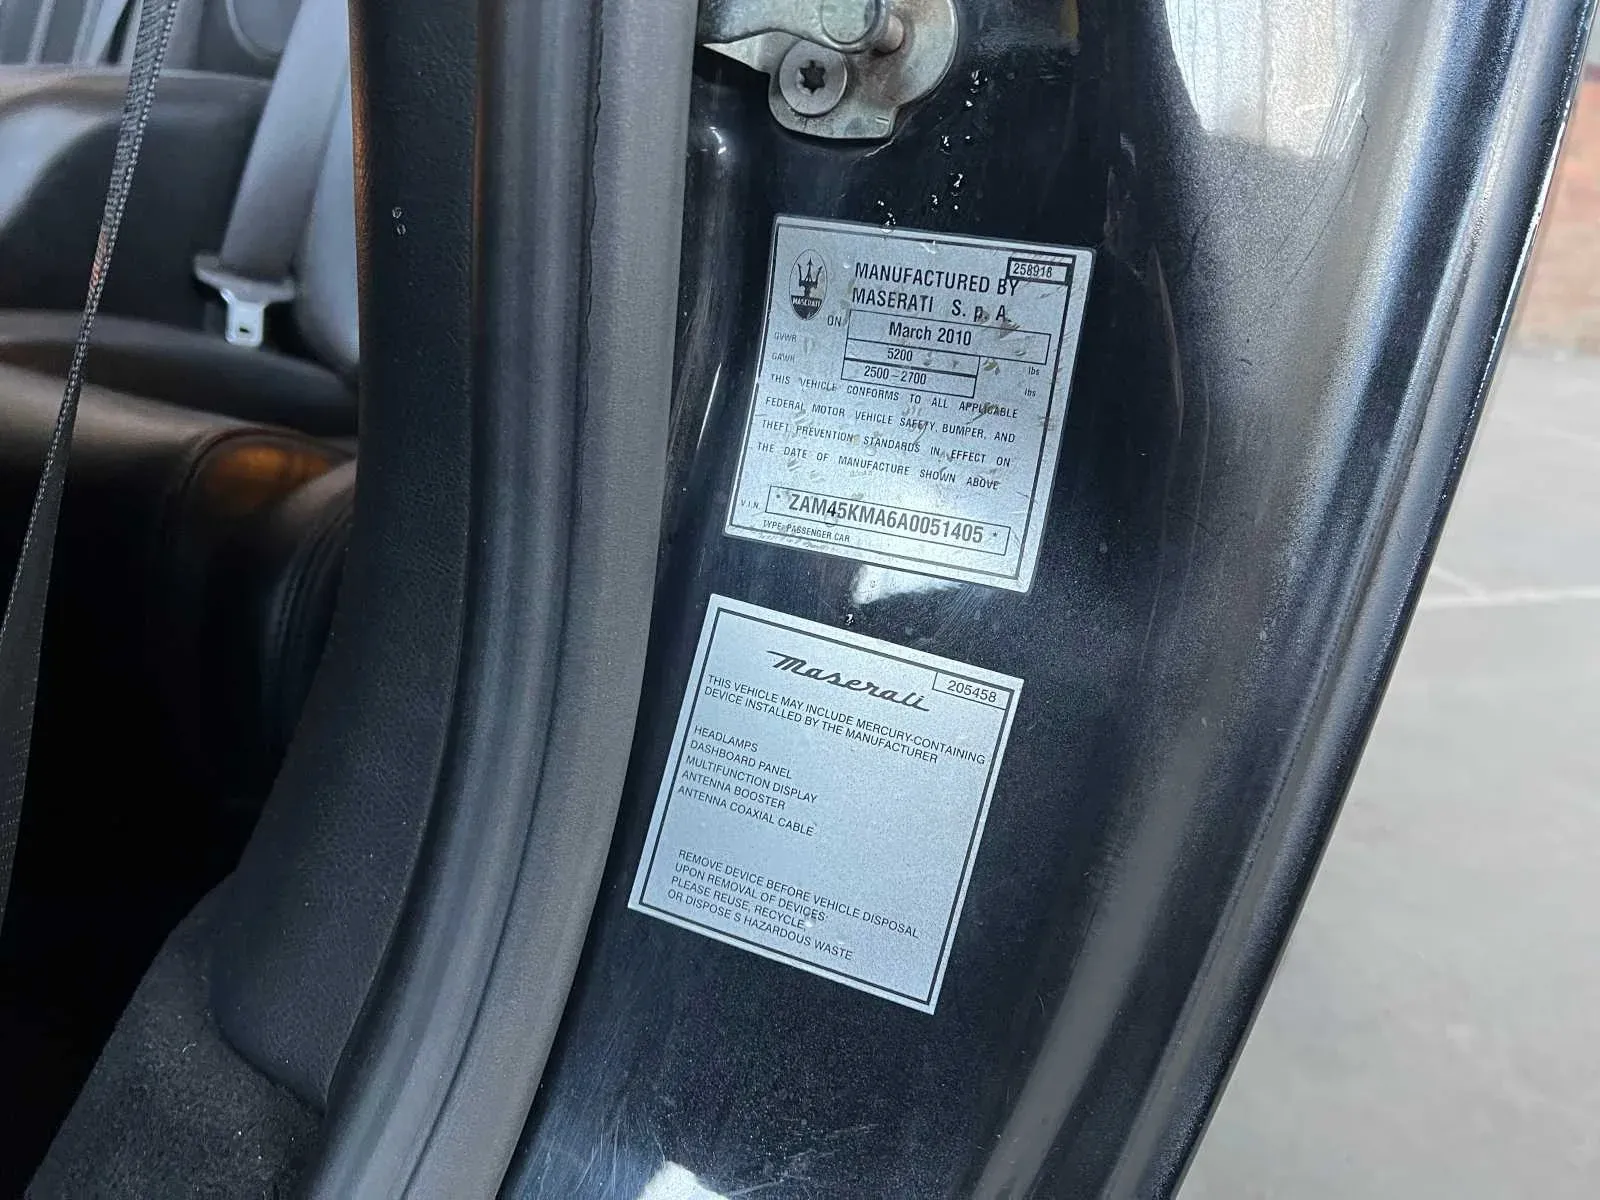 MASERATI
MANUFACTURED BY
258918
MASERATI S. p. A.
ON March 2010
GVWR 5200 lbs
GAWR 2500-2700 lbs
THIS VEHICLE CONFORMS TO ALL APPLICABLE
FEDERAL MOTOR VEHICLE SAFETY, BUMPER, AND
THEFT PREVENTION STANDARDS IN EFFECT ON
THE DATE OF MANUFACTURE SHOWN ABOVE
V.I.N. * ZAM45KMA6A0051405 *
TYPE: PASSENGER CAR
Maserati
205458
THIS VEHICLE MAY INCLUDE MERCURY-CONTAINING
DEVICE INSTALLED BY THE MANUFACTURER
HEADLAMPS
DASHBOARD PANEL
MULTIFUNCTION DISPLAY
ANTENNA BOOSTER
ANTENNA COAXIAL CABLE
REMOVE DEVICE BEFORE VEHICLE DISPOSAL
UPON REMOVAL OF DEVICES:
PLEASE REUSE, RECYCLE
OR DISPOSE S HAZARDOUS WASTE